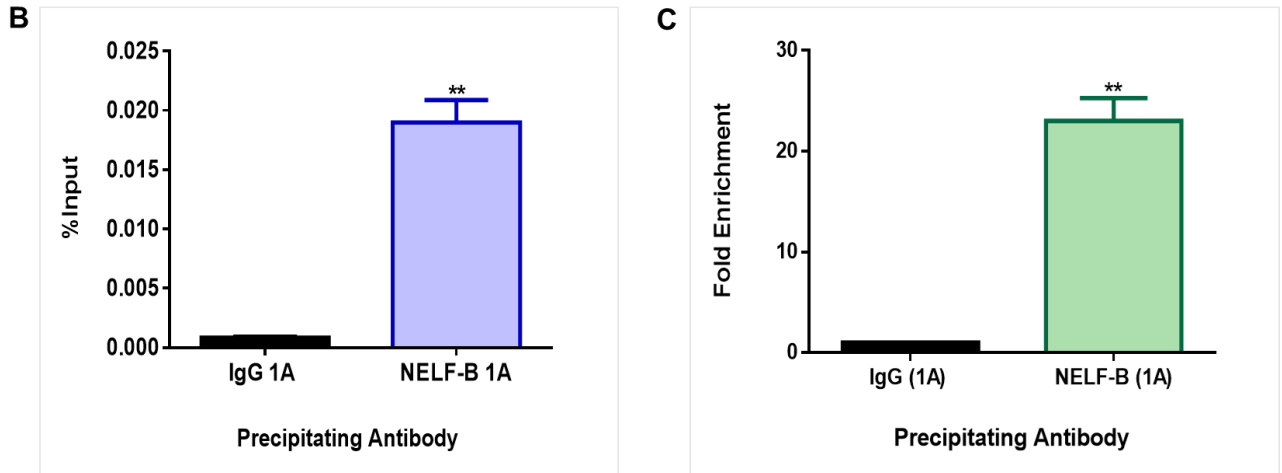 B
0.025
0.020
0.015
0.010
0.005
0.000
%Input
**
IgG 1A
NELF-B 1A
Precipitating Antibody
C
30
20
10
0
Fold Enrichment
**
IgG (1A)
NELF-B (1A)
Precipitating Antibody